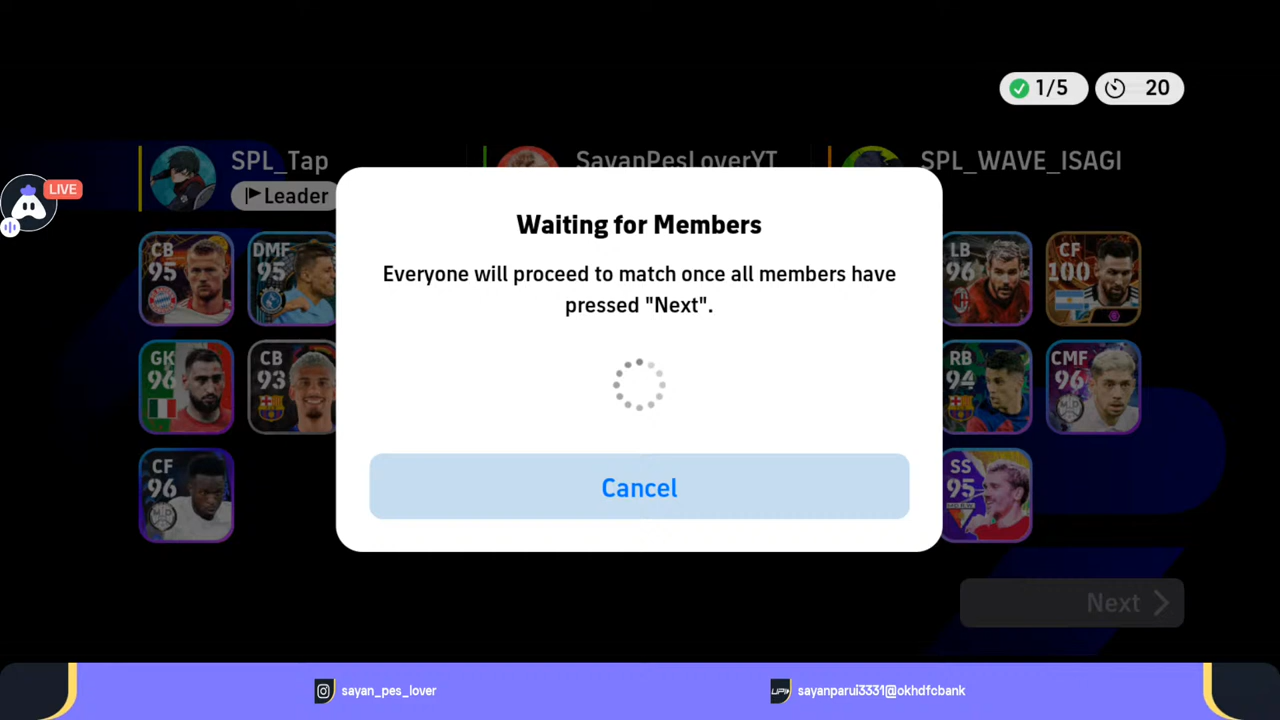 1/5
20
SPL_Tap
SayanPesLoverYT
SPL_WAVE_ISAGI
Leader
LIVE
Waiting for Members
Everyone will proceed to match once all members have
pressed "Next".
Cancel
CB
95
DMF
95
LB
96
CF
100
GK
96
CB
93
RB
94
CMF
96
CF
96
SS
95
Next
sayan_pes_lover
UPI
sayanparui3331@okhdfcbank